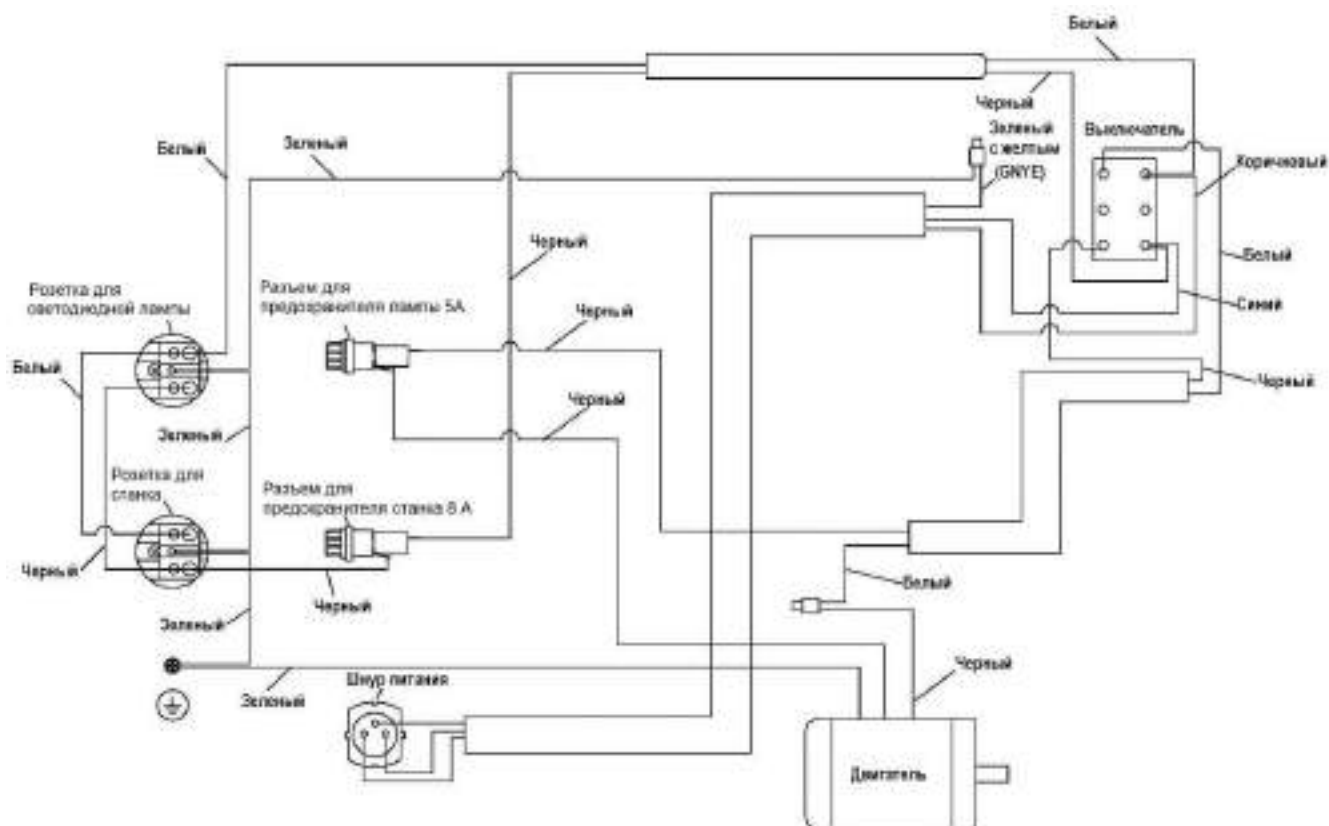 Белый
Черный
Зеленый
с желтым
(GNYE)
Выключатель
Зеленый
Белый
Коричневый
Черный
Белый
Розетка для
светодиодной лампы
Разъем для
предохранителя лампы 5А
Синий
Черный
Белый
Черный
Черный
Зеленый
Розетка для
станка
Разъем для
предохранителя станка 8 А
Черный
Белый
Черный
Зеленый
Черный
Шнур питания
Зеленый
Двигатель